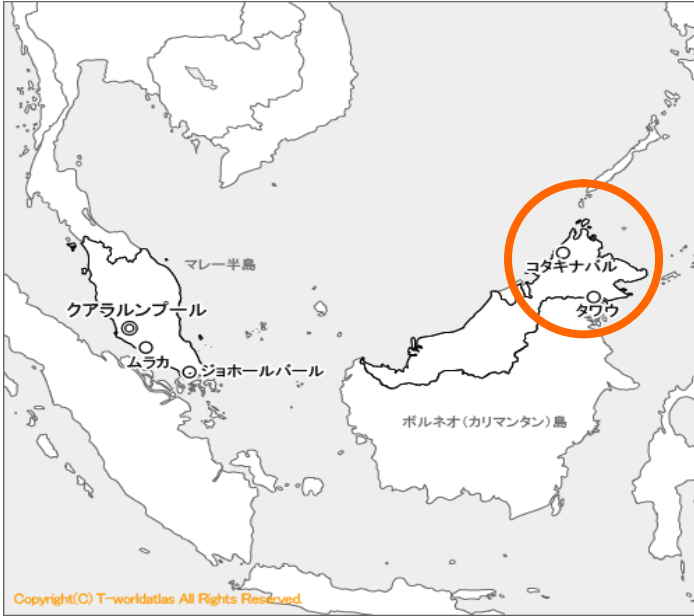 コタキナバル
マレー半島
タワウ
クアラルンプール
ムラカ
ジョホールバール
ボルネオ(カリマンタン)島
Copyright(C) T-worldatlas All Rights Reserved.